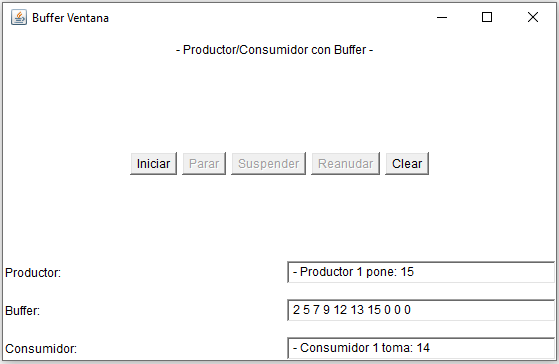 Buffer Ventana
- Productor/Consumidor con Buffer -
Iniciar Parar Suspender Reanudar Clear
Productor: - Productor 1 pone: 15
Buffer: 2 5 7 9 12 13 15 0 0 0
Consumidor: - Consumidor 1 toma: 14